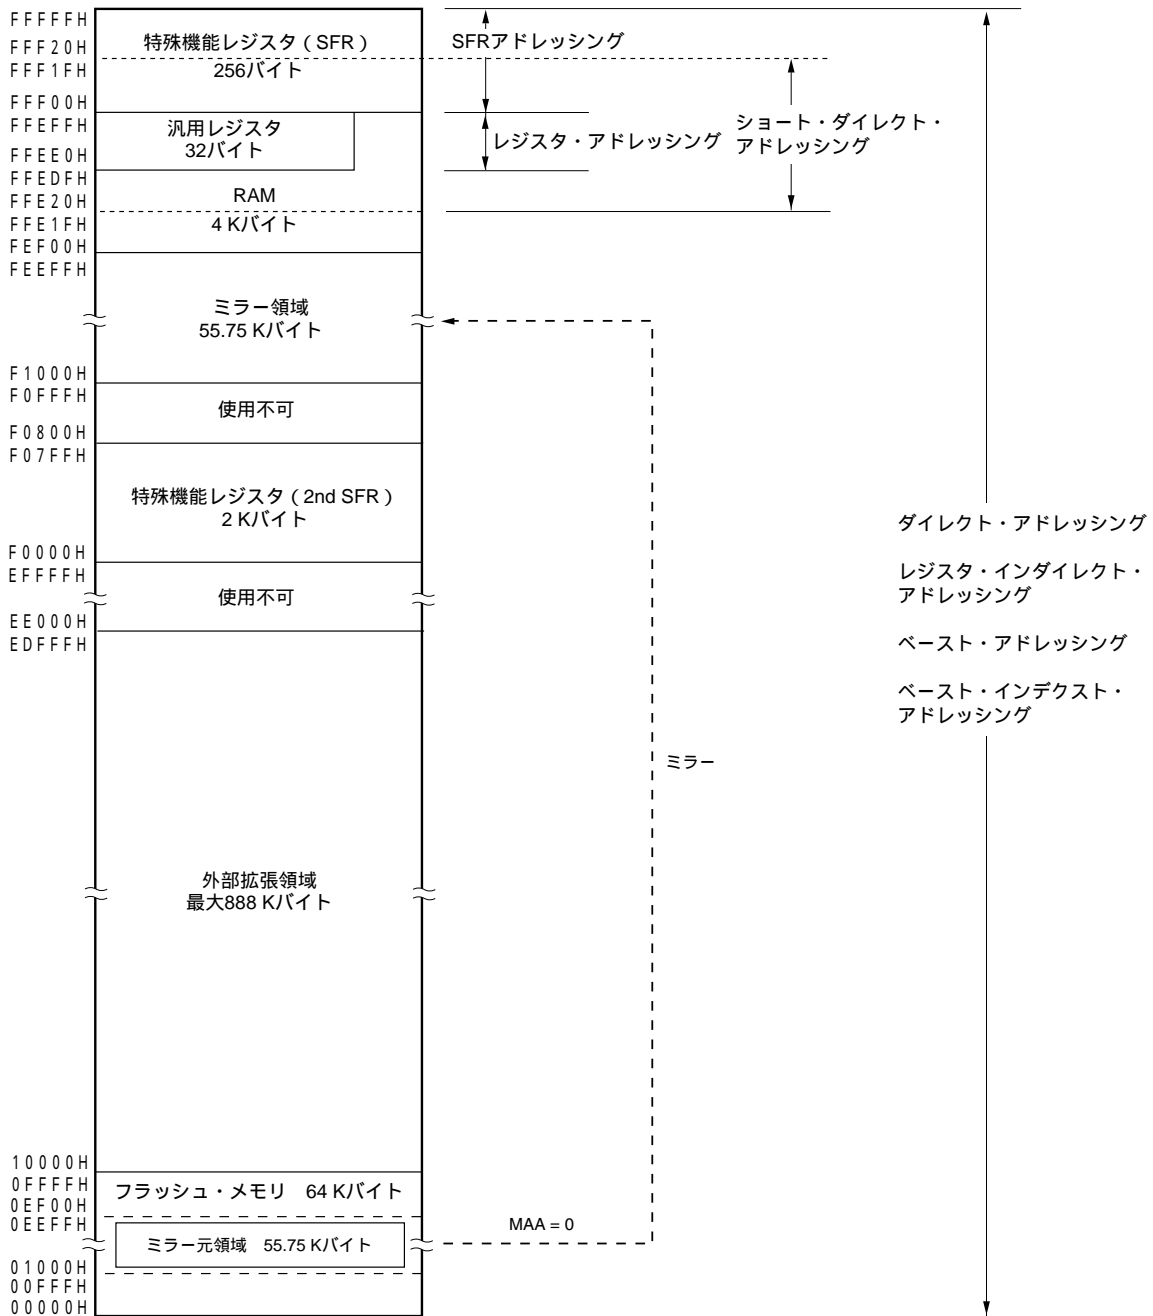 FFFFFH
FFF20H
FFF1FH
FFF00H
FFEFFH
FFEE0H
FFEDFH
FFE20H
FFE1FH
FEF00H
FEEFFH
F1000H
F0FFFH
F0800H
F07FFH
F0000H
EFFFFH
EE000H
EDFFFH
10000H
0FFFFH
0EF00H
0EEFFH
01000H
00FFFH
00000H
特殊機能レジスタ(SFR)
256バイト
汎用レジスタ
32バイト
RAM
4 Kバイト
ミラー領域
55.75 Kバイト
使用不可
特殊機能レジスタ(2nd SFR)
2 Kバイト
使用不可
外部拡張領域
最大888 Kバイト
フラッシュ・メモリ 64 Kバイト
ミラー元領域 55.75 Kバイト
SFRアドレッシング
レジスタ・アドレッシング
ショート・ダイレクト・
アドレッシング
ミラー
MAA = 0
ダイレクト・アドレッシング
レジスタ・インダイレクト・
アドレッシング
ベースト・アドレッシング
ベースト・インデクスト・
アドレッシング